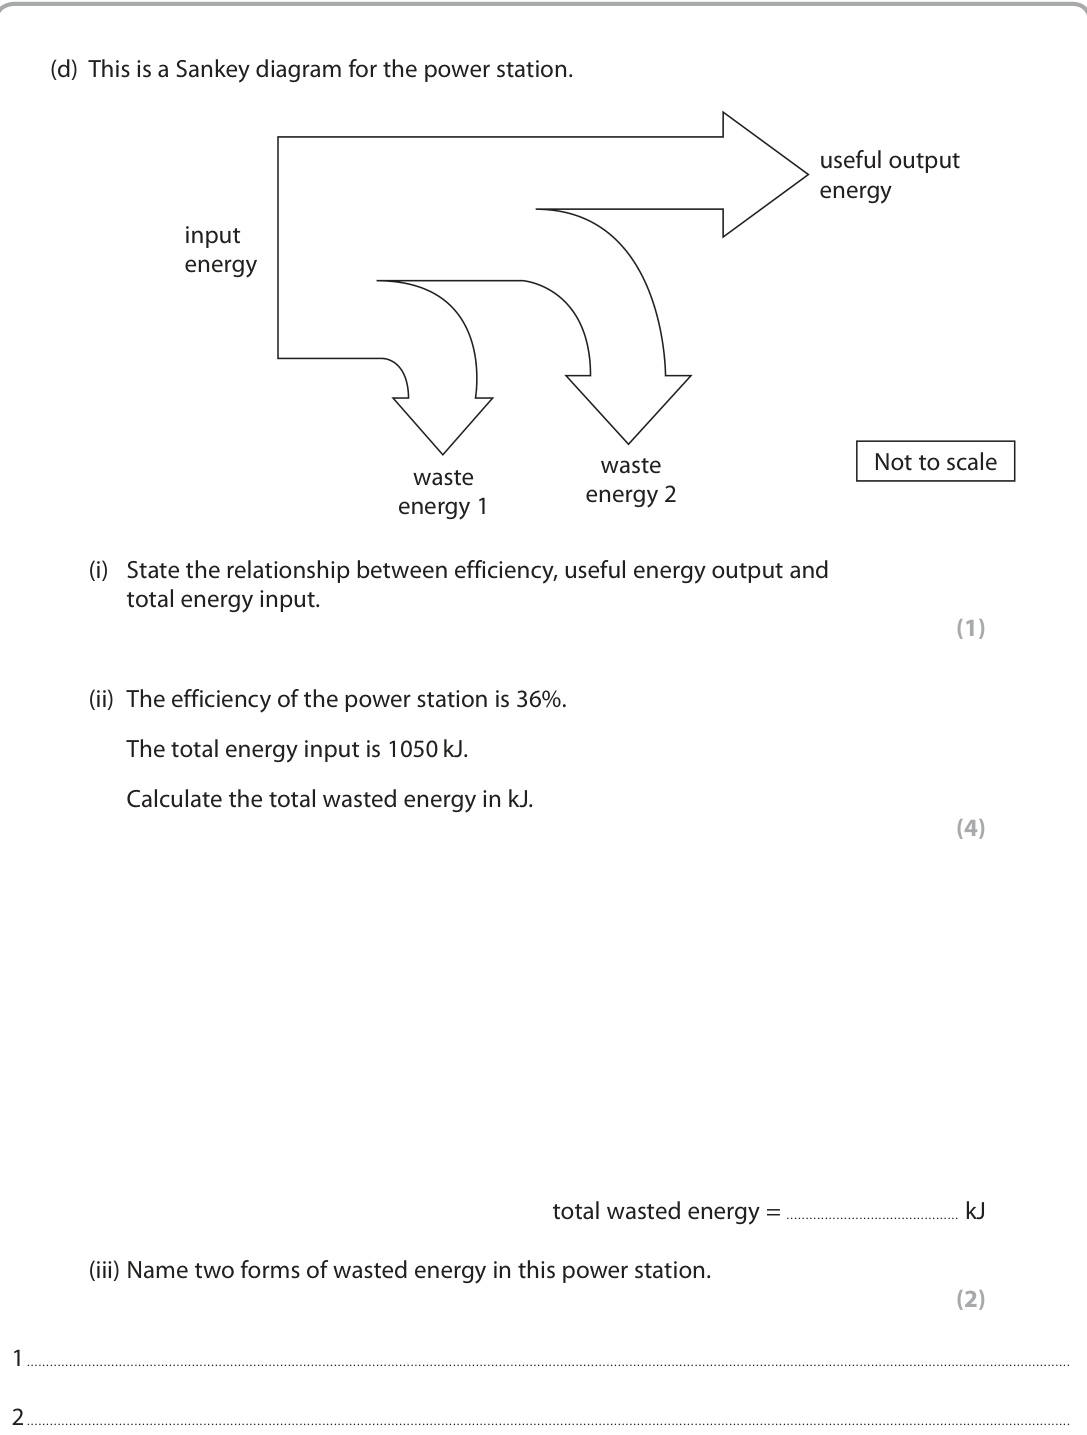 (d) This is a Sankey diagram for the power station.
useful output
energy
input
energy
waste
energy 1
waste
energy 2
Not to scale
(i) State the relationship between efficiency, useful energy output and
total energy input.
(1)
(ii) The efficiency of the power station is 36%.
The total energy input is 1050 kJ.
Calculate the total wasted energy in kJ.
(4)
total wasted energy = ............................................ kJ
(iii) Name two forms of wasted energy in this power station.
(2)
1
2